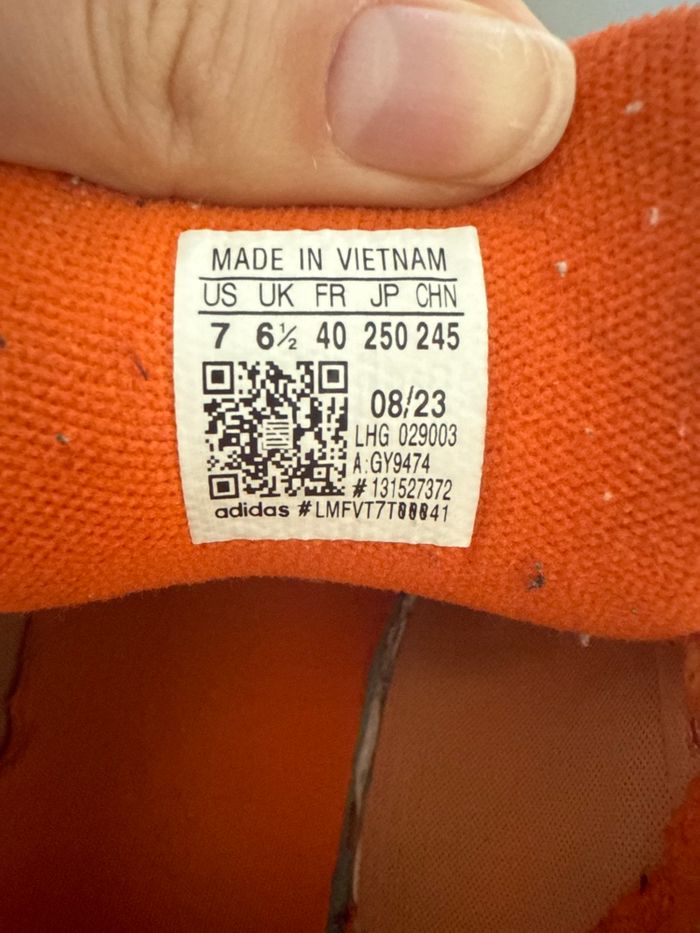 MADE IN VIETNAM
US UK FR JP CHN
7 6½ 40 250 245
08/23
LHG 029003
A:GY9474
# 131527372
adidas #LMFVT7T00041